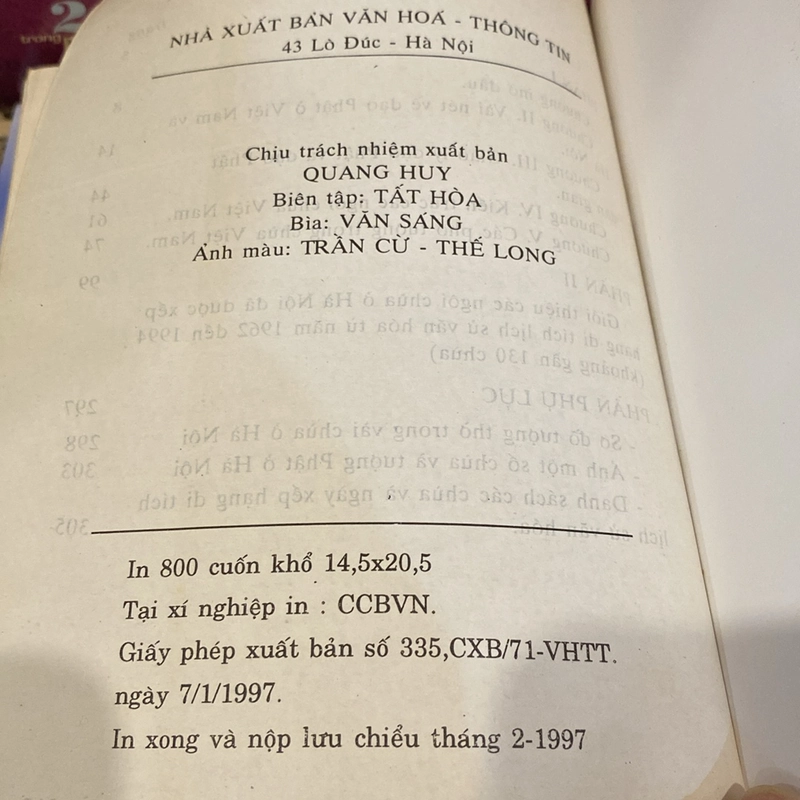 NHÀ XUẤT BẢN VĂN HOÁ - THÔNG TIN
43 Lò Đúc - Hà Nội
Chịu trách nhiệm xuất bản
QUANG HUY
Biên tập: TẤT HÒA
Bìa: VĂN SÁNG
Ảnh màu: TRẦN CỪ - THẾ LONG
In 800 cuốn khổ 14,5x20,5
Tại xí nghiệp in : CCBVN.
Giấy phép xuất bản số 335,CXB/71-VHTT.
ngày 7/1/1997.
In xong và nộp lưu chiểu tháng 2-1997